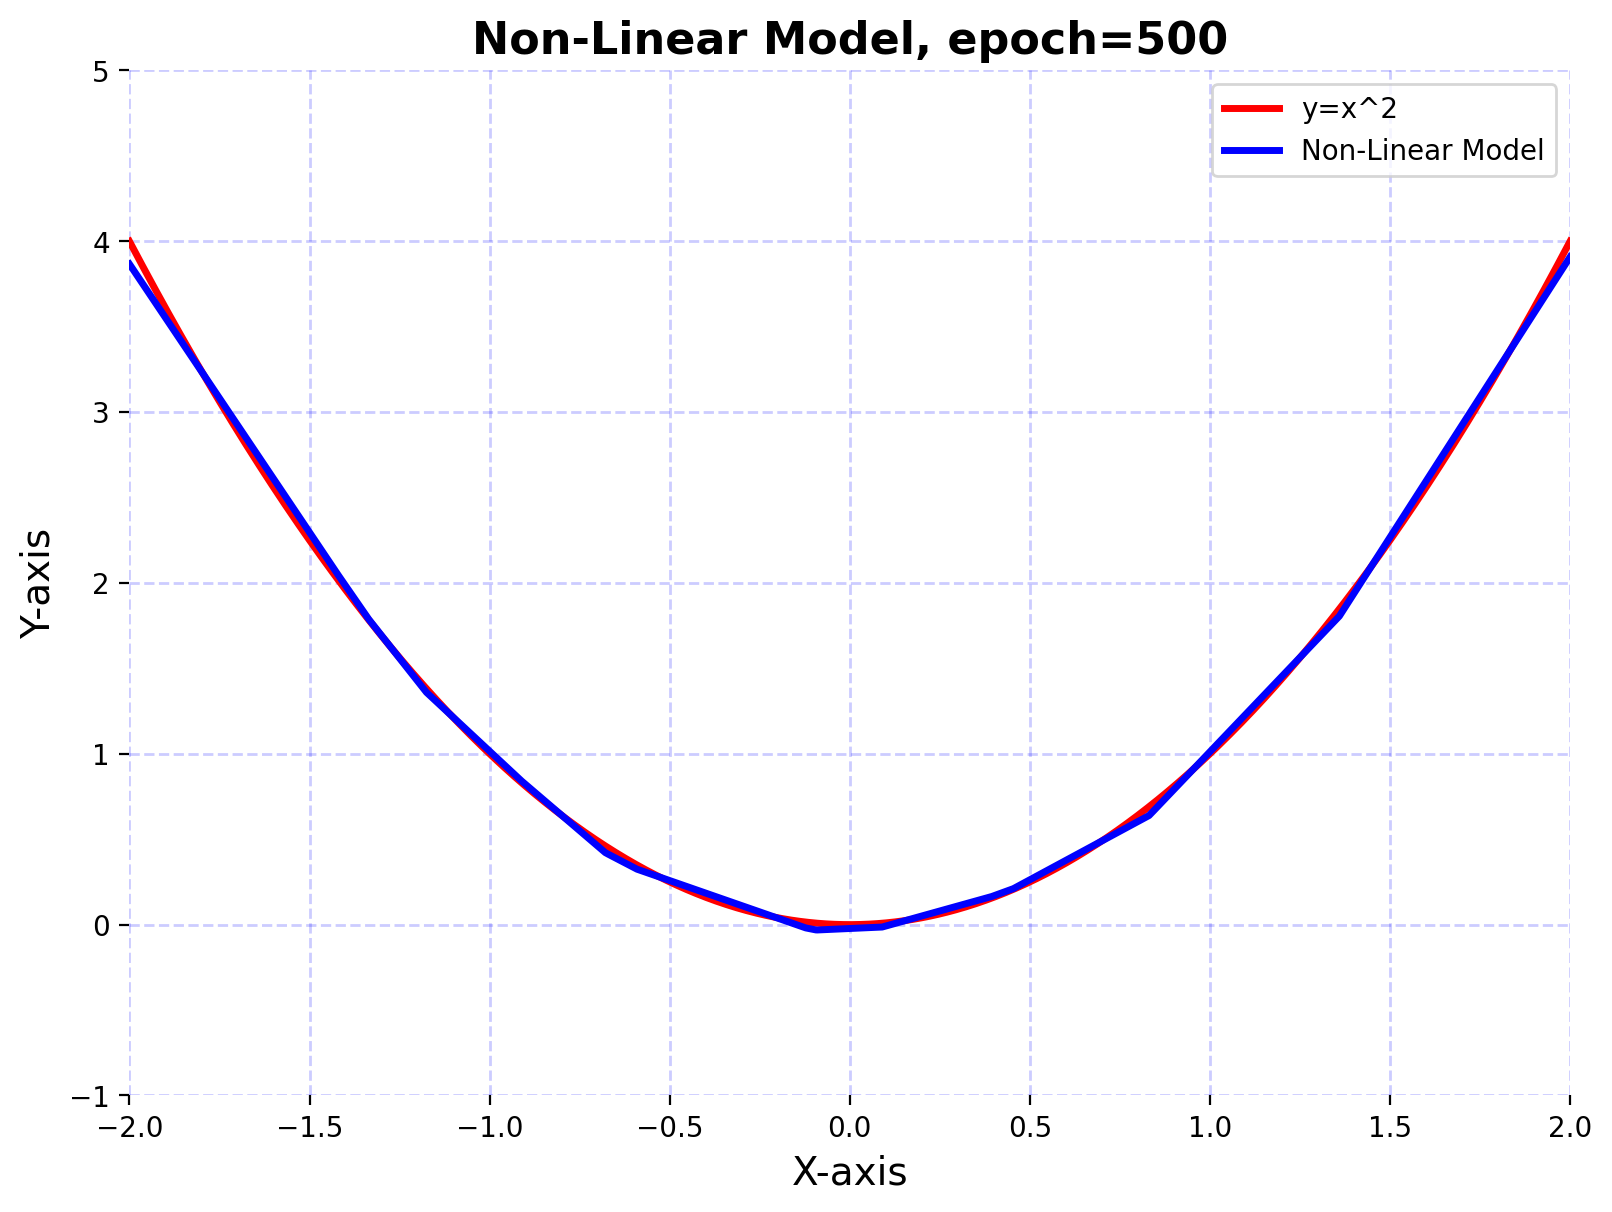 Non-Linear Model, epoch=500
y=x^2
Non-Linear Model
5
4
3
2
1
0
−1
Y-axis
−2.0 −1.5 −1.0 −0.5 0.0 0.5 1.0 1.5 2.0
X-axis